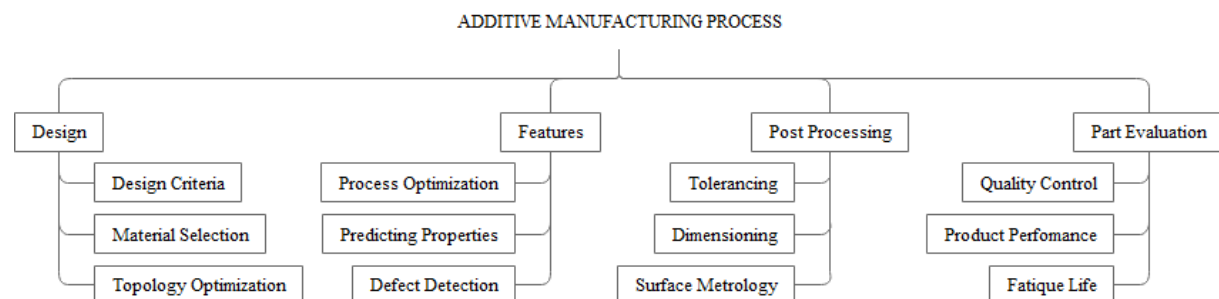 ADDITIVE MANUFACTURING PROCESS
Design
Features
Post Processing
Part Evaluation
Design Criteria
Process Optimization
Tolerancing
Quality Control
Material Selection
Predicting Properties
Dimensioning
Product Perfomance
Topology Optimization
Defect Detection
Surface Metrology
Fatique Life